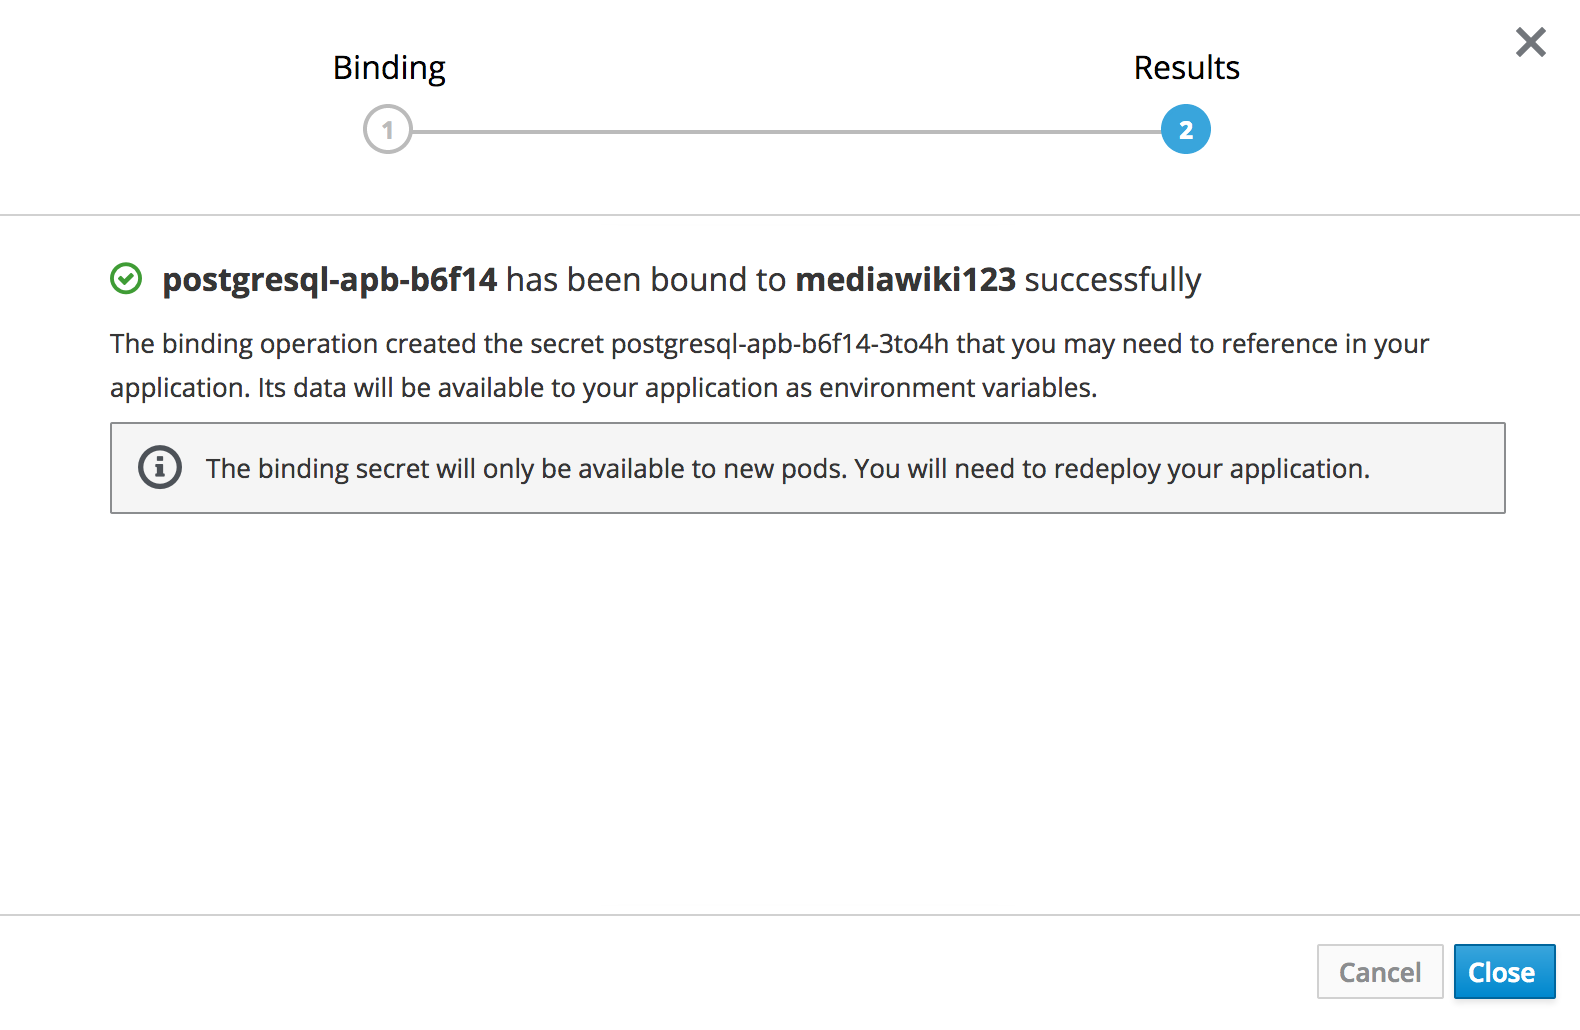 Binding
Results
1
2
postgresql-apb-b6f14 has been bound to mediawiki123 successfully
The binding operation created the secret postgresql-apb-b6f14-3to4h that you may need to reference in your
application. Its data will be available to your application as environment variables.
The binding secret will only be available to new pods. You will need to redeploy your application.
Cancel
Close